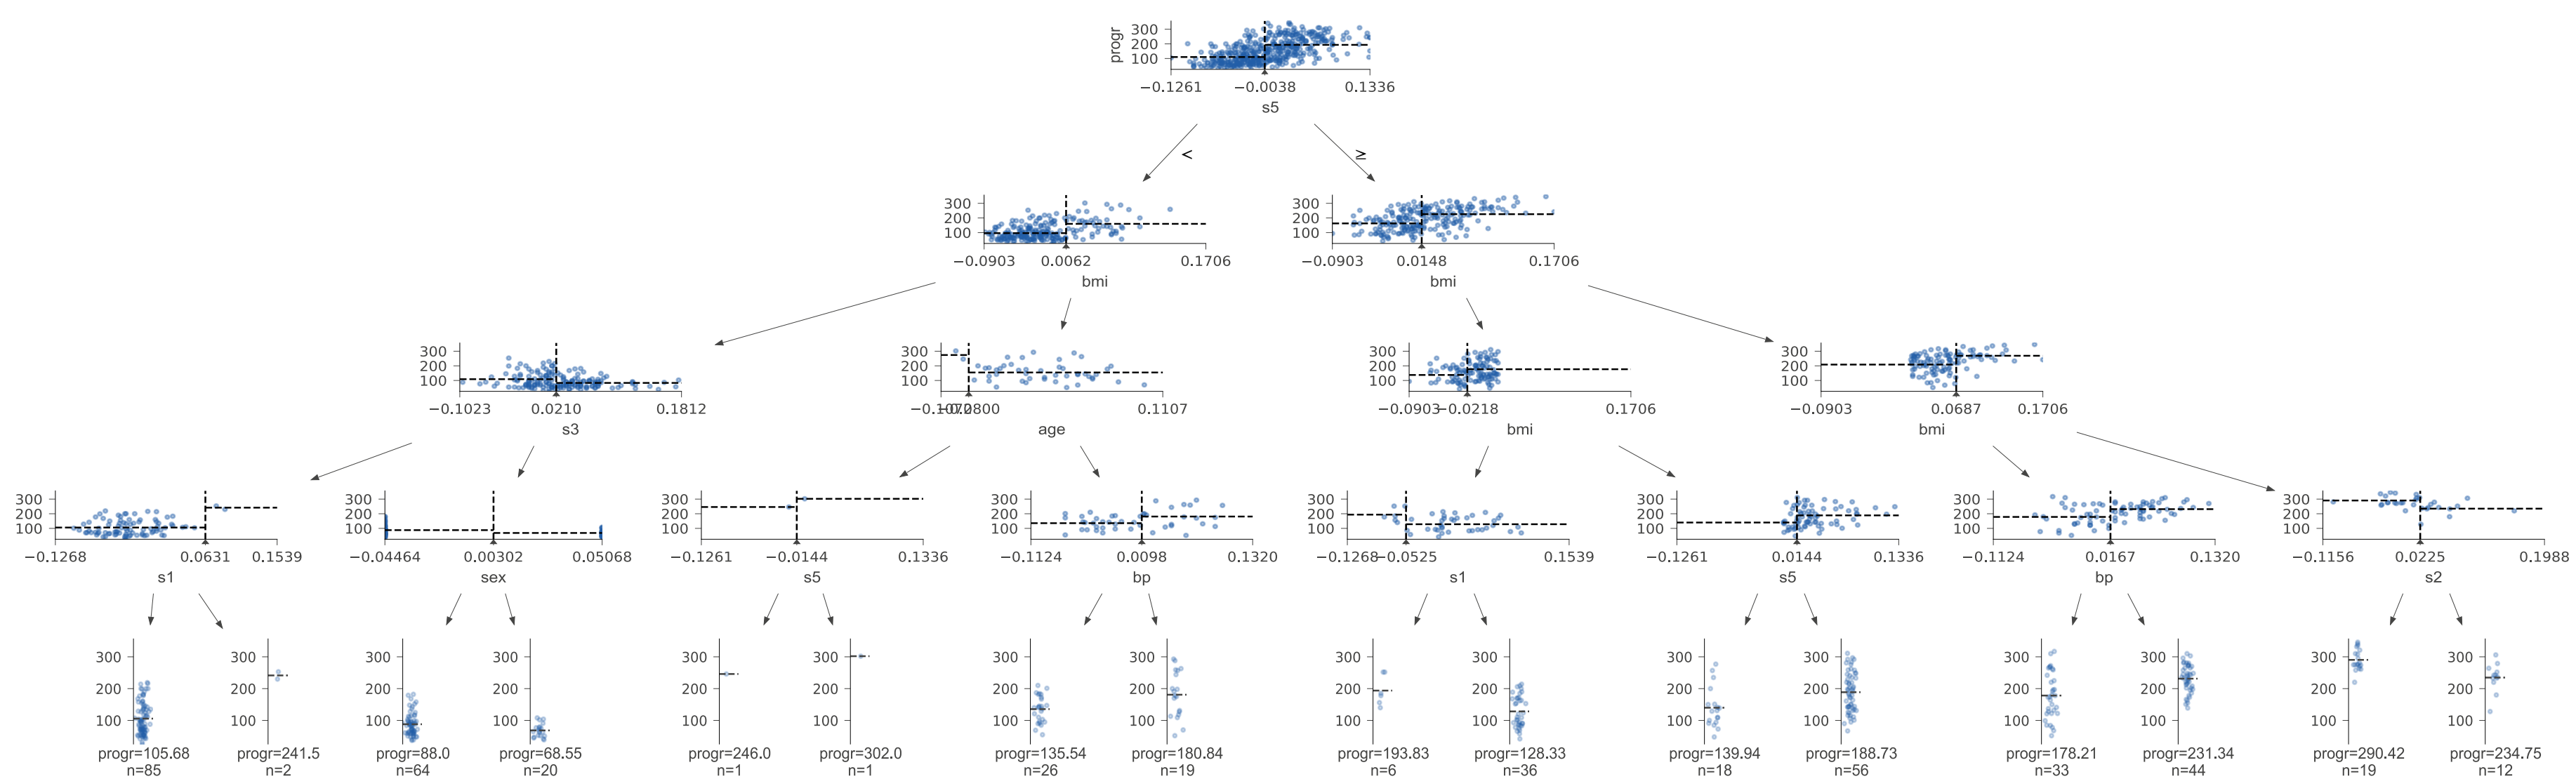 progr
300
200
100
−0.1261 −0.0038 0.1336
s5
< ≥
300 300
200 200
100 100
−0.0903 0.0062 0.1706 −0.0903 0.0148 0.1706
bmi bmi
300 300 300 300
200 200 200 200
100 100 100 100
−0.1023 0.0210 0.1812 0.1107 −0.0903 −0.0218 0.1706 −0.0903 0.0687 0.1706
s3 age bmi bmi
300 300 300 300 300 300 300 300
200 200 200 200 200 200 200 200
100 100 100 100 100 100 100 100
−0.1268 0.0631 0.1539 −0.04464 0.00302 0.05068 −0.1261 −0.0144 0.1336 −0.1124 0.0098 0.1320 −0.1268 −0.0525 0.1539 −0.1261 0.0144 0.1336 −0.1124 0.0167 0.1320 −0.1156 0.0225 0.1988
s1 sex s5 bp s1 s5 bp s2
300 300 300 300 300 300 300 300 300 300 300 300 300 300 300 300
200 200 200 200 200 200 200 200 200 200 200 200 200 200 200 200
100 100 100 100 100 100 100 100 100 100 100 100 100 100 100 100
progr=105.68 progr=241.5 progr=88.0 progr=68.55 progr=246.0 progr=302.0 progr=135.54 progr=180.84 progr=193.83 progr=128.33 progr=139.94 progr=188.73 progr=178.21 progr=231.34 progr=290.42 progr=234.75
n=85 n=2 n=64 n=20 n=1 n=1 n=26 n=19 n=6 n=36 n=18 n=56 n=33 n=44 n=19 n=12